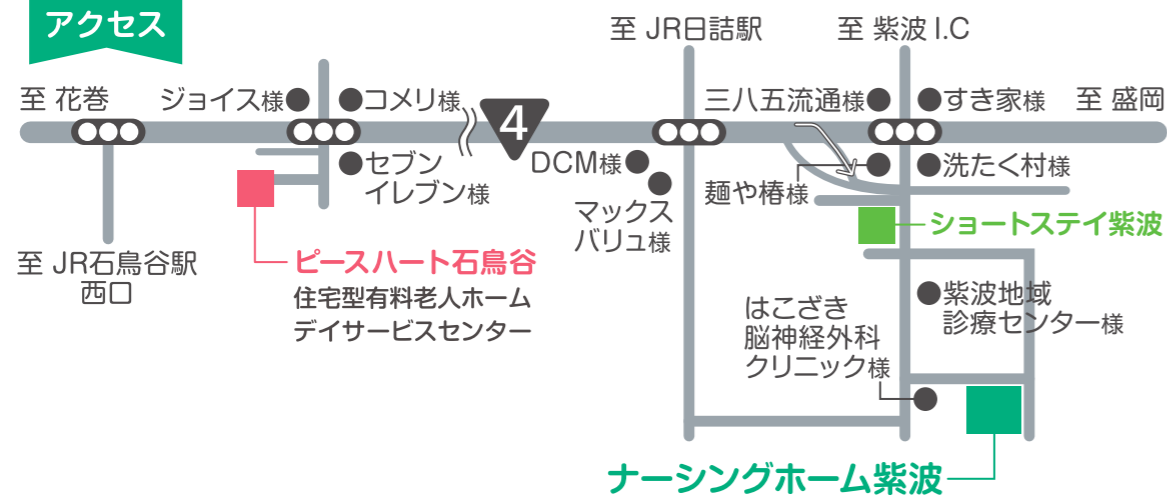 アクセス
至 JR日詰駅
至 紫波 I.C
至 花巻
ジョイス様
コメリ様
4
三八五流通様
すき家様
至 盛岡
セブン
イレブン様
DCM様
マックス
バリュ様
麺や椿様
洗たく村様
ショートステイ紫波
至 JR石鳥谷駅
西口
ピースハート石鳥谷
住宅型有料老人ホーム
デイサービスセンター
はこざき
脳神経外科
クリニック様
紫波地域
診療センター様
ナーシングホーム紫波